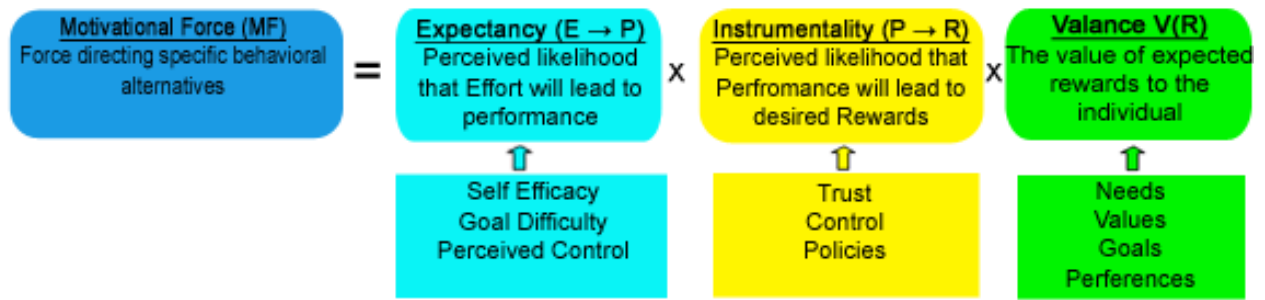 Motivational Force (MF)
Force directing specific behavioral
alternatives
=
Expectancy (E → P)
Perceived likelihood
that Effort will lead to
performance
x
Instrumentality (P → R)
Perceived likelihood that
Perfromance will lead to
desired Rewards
x
Valance V(R)
The value of expected
rewards to the
individual
Self Efficacy
Goal Difficulty
Perceived Control
Trust
Control
Policies
Needs
Values
Goals
Perferences